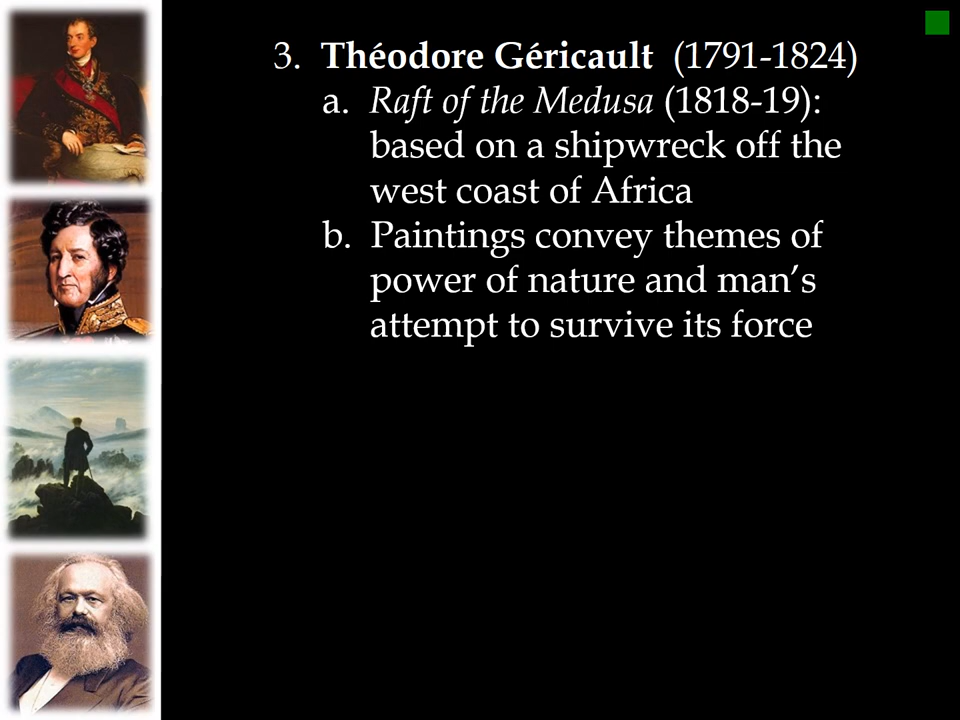 3. Théodore Géricault (1791-1824)
a. Raft of the Medusa (1818-19):
based on a shipwreck off the
west coast of Africa
b. Paintings convey themes of
power of nature and man’s
attempt to survive its force